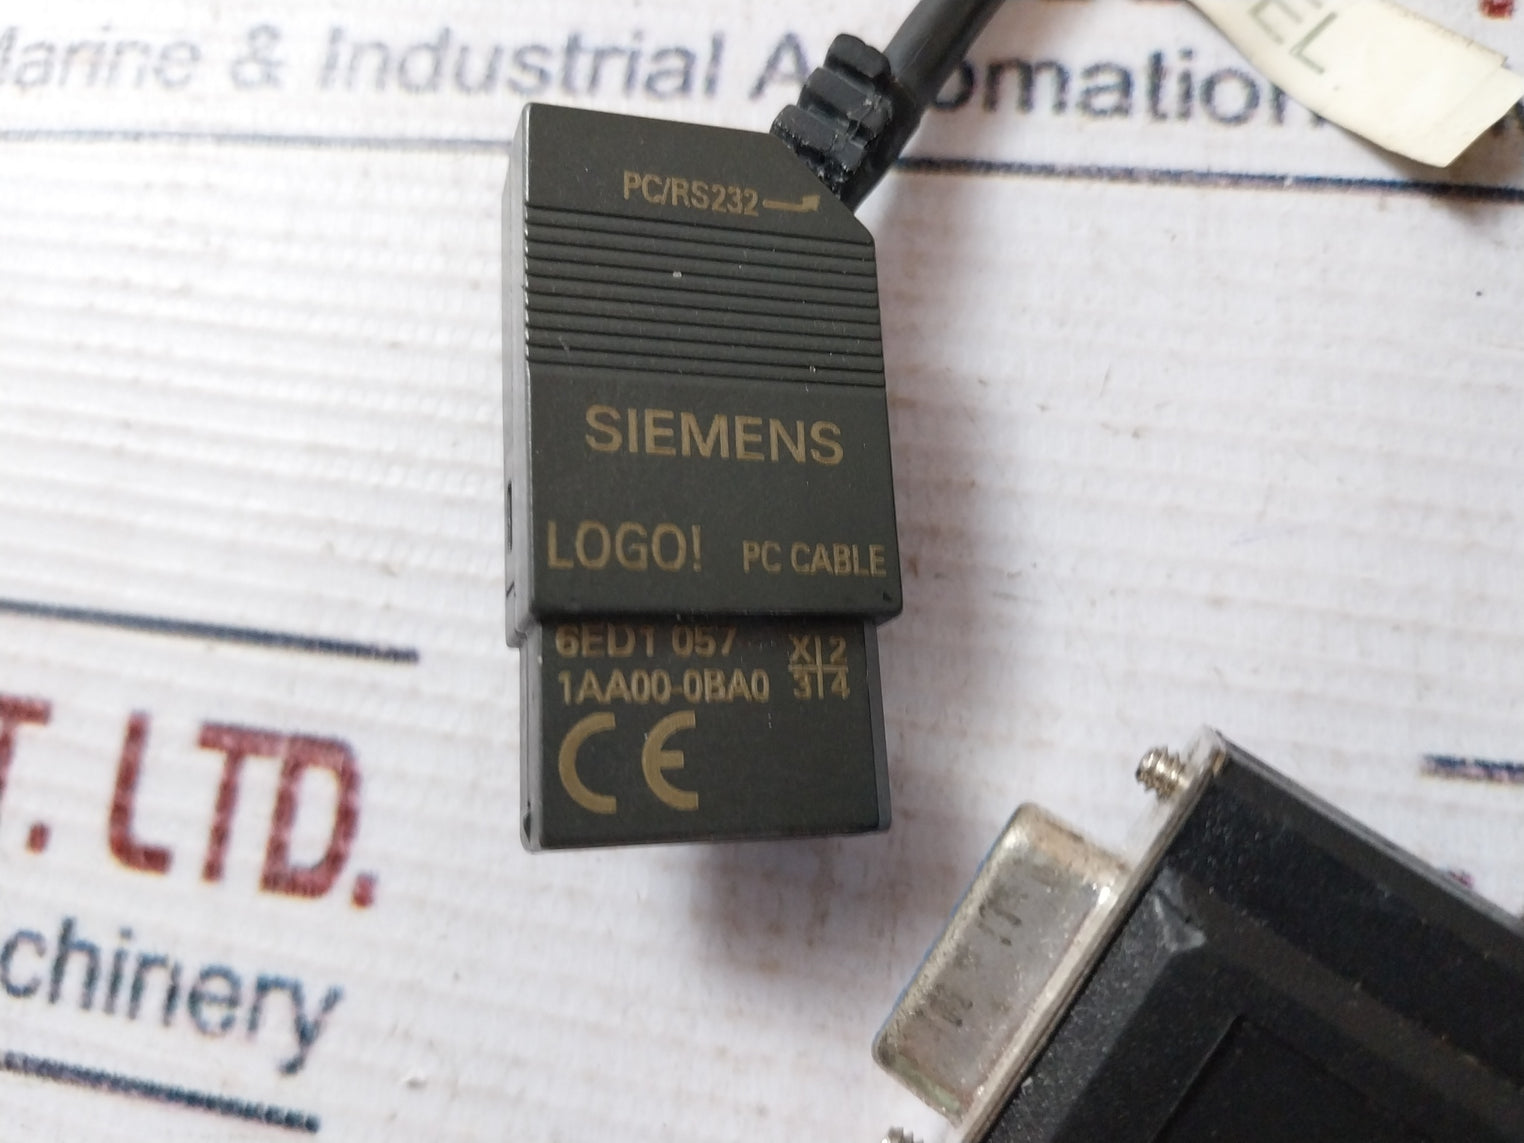 Marine & Industrial Automation
EL
PC/RS232
SIEMENS
LOGO! PC CABLE
6ED1 057
1AA00-0BA0
X 2
3 4
CE
T. LTD.
chinery